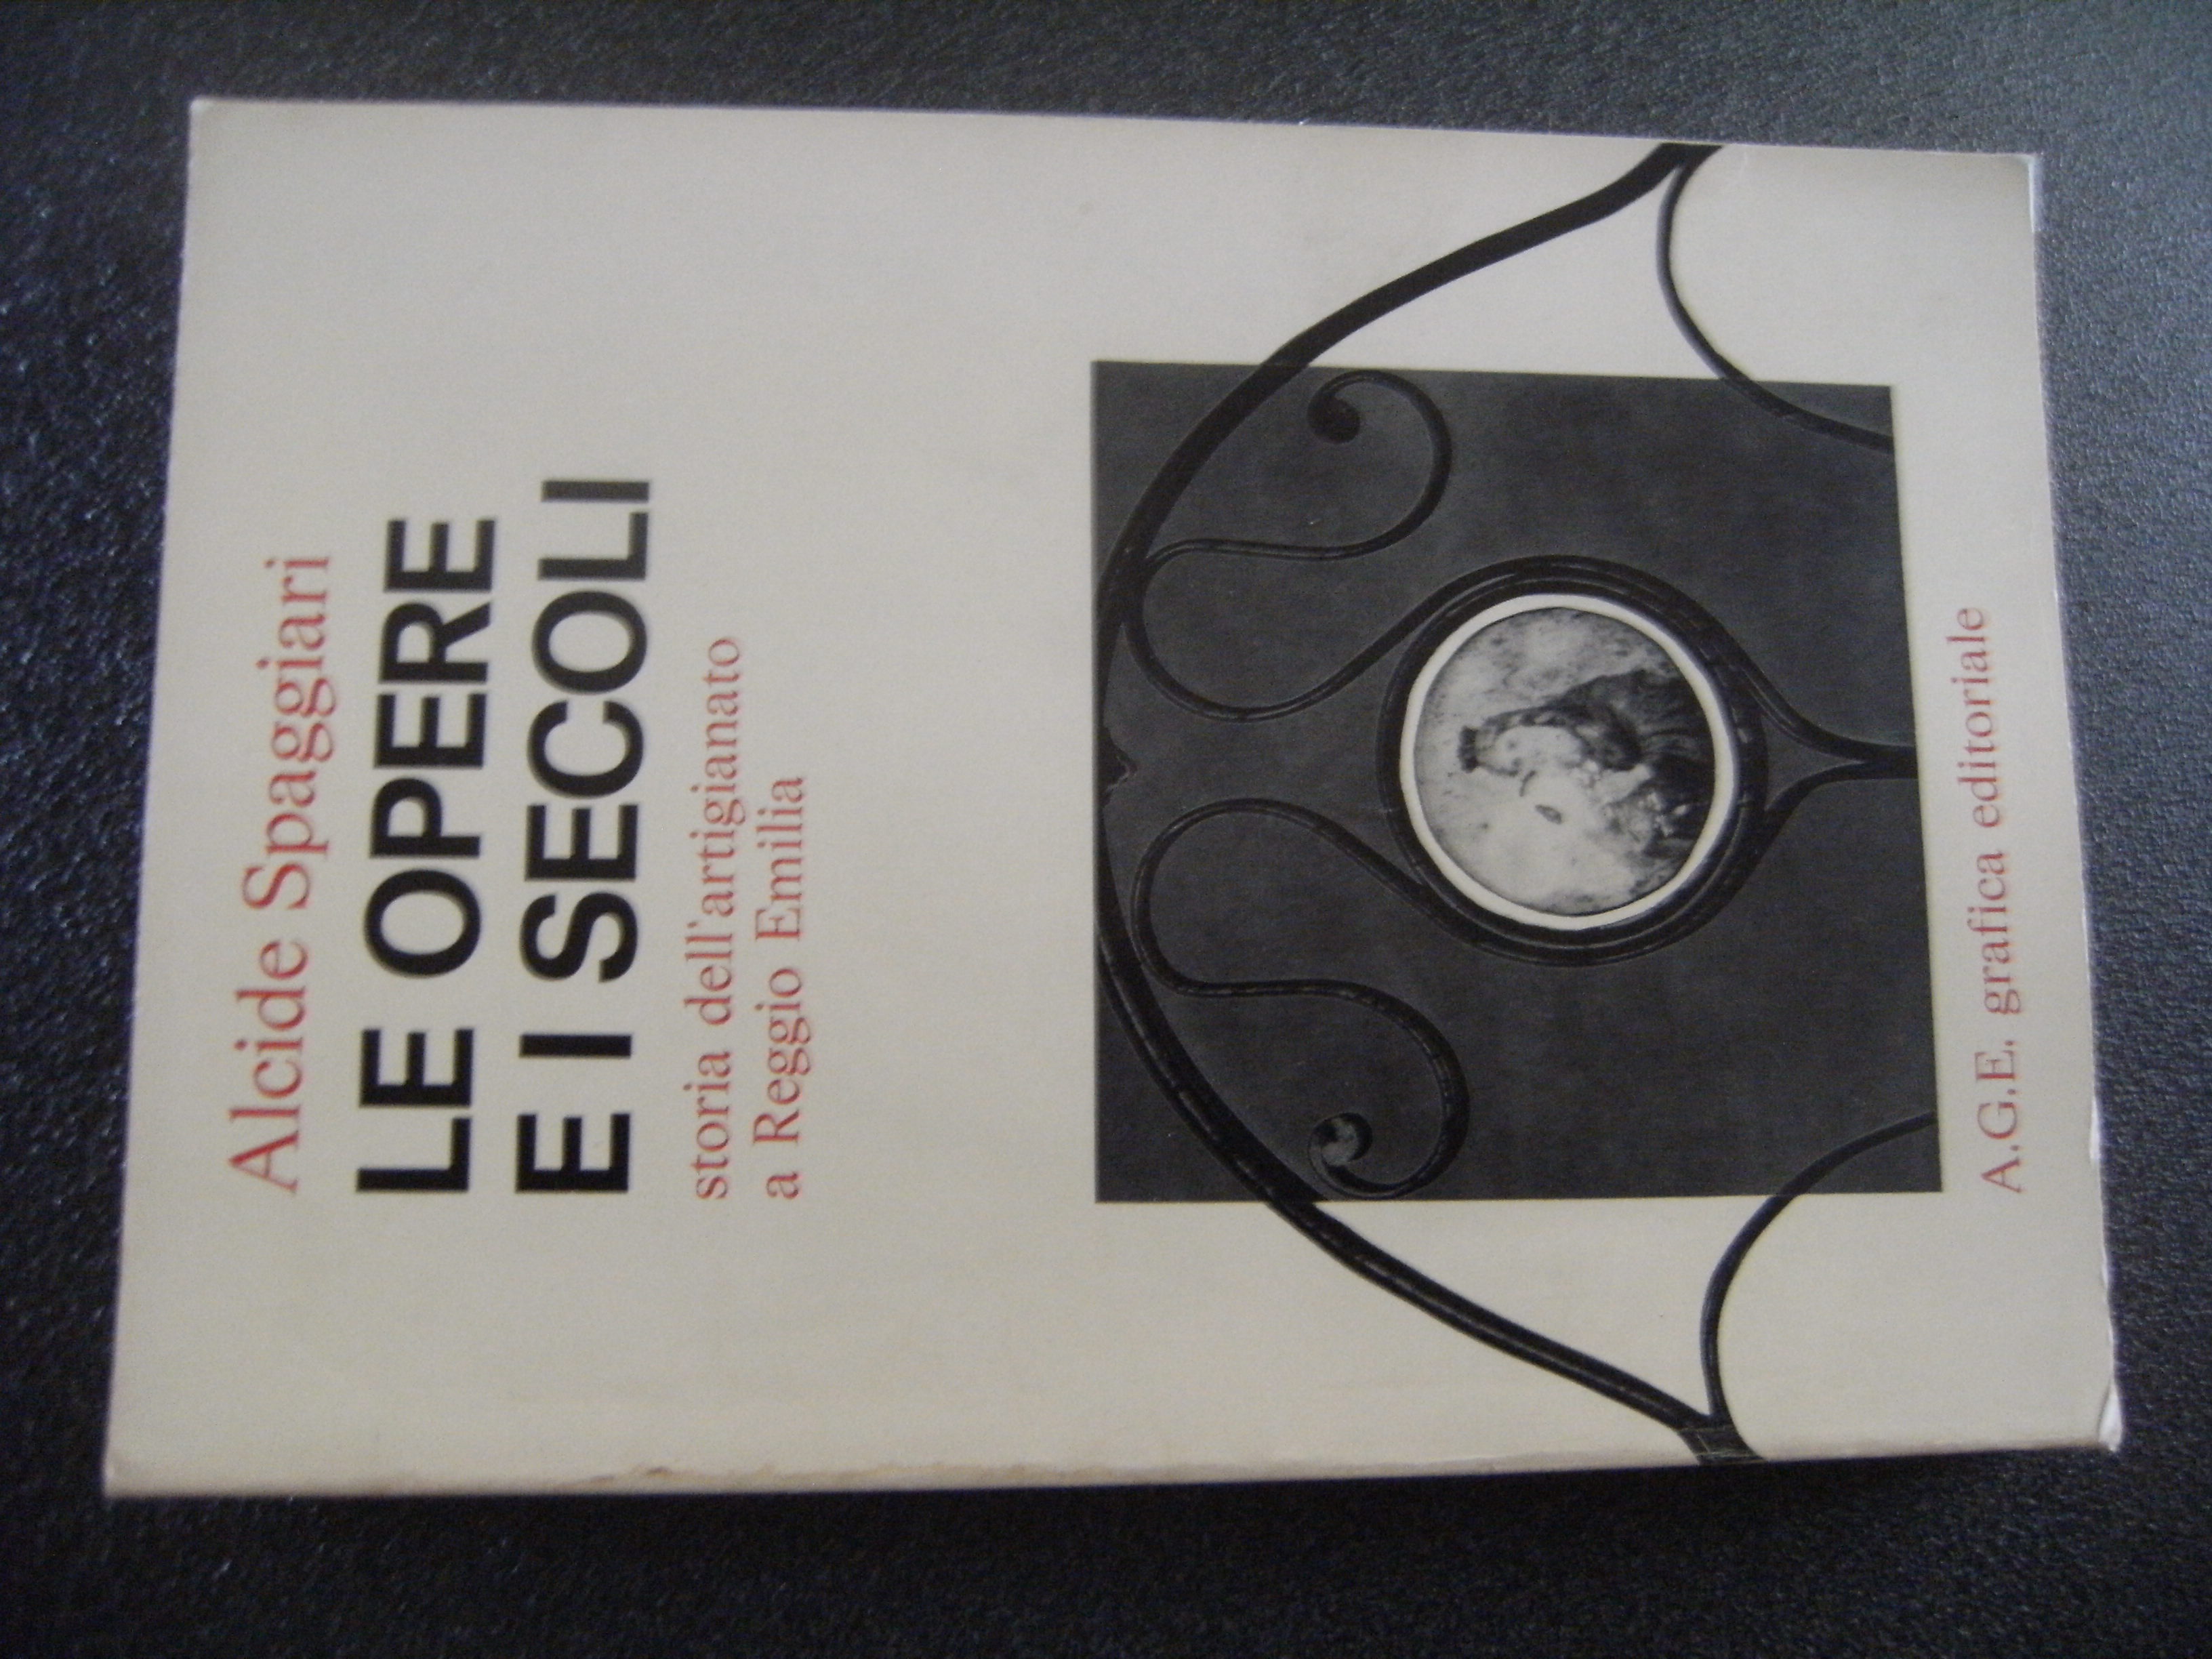 Alcide Spaggiari
LE OPERE
E I SECOLI
storia dell'artigianato
a Reggio Emilia
A.G.E. grafica editoriale